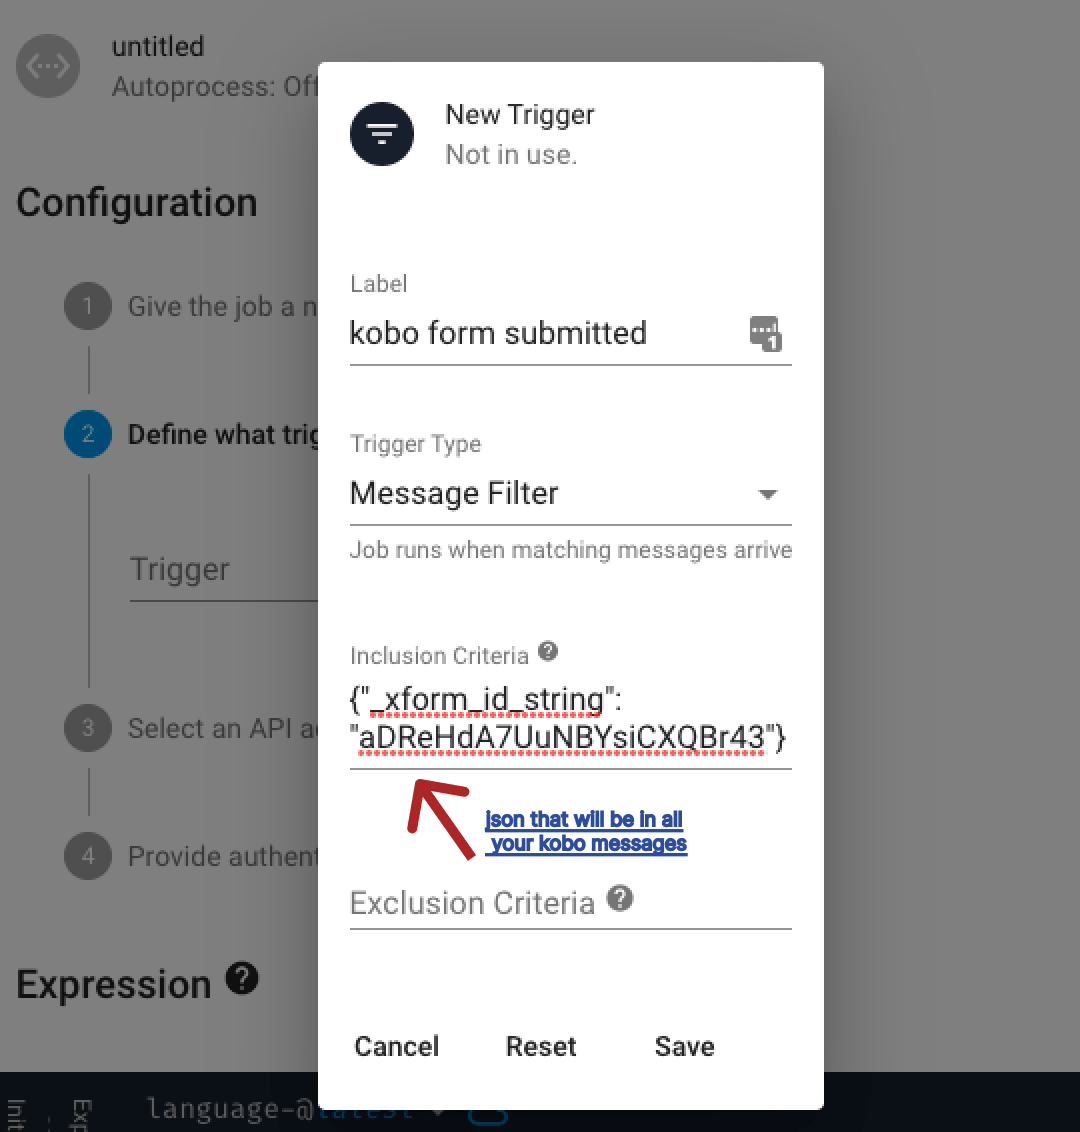 untitled
Autoprocess: Off
New Trigger
Not in use.
Configuration
Label
1 Give the job a n
kobo form submitted
1
Trigger Type
2 Define what trig
Message Filter
Job runs when matching messages arrive
Trigger
Inclusion Criteria ?
{"_xform_id_string":
"aDReHdA7UuNBYsiCXQBr43"}
3 Select an API a
json that will be in all
your kobo messages
4 Provide authent
Exclusion Criteria ?
Expression ?
Cancel Reset Save
language-@latest
Init
Exp